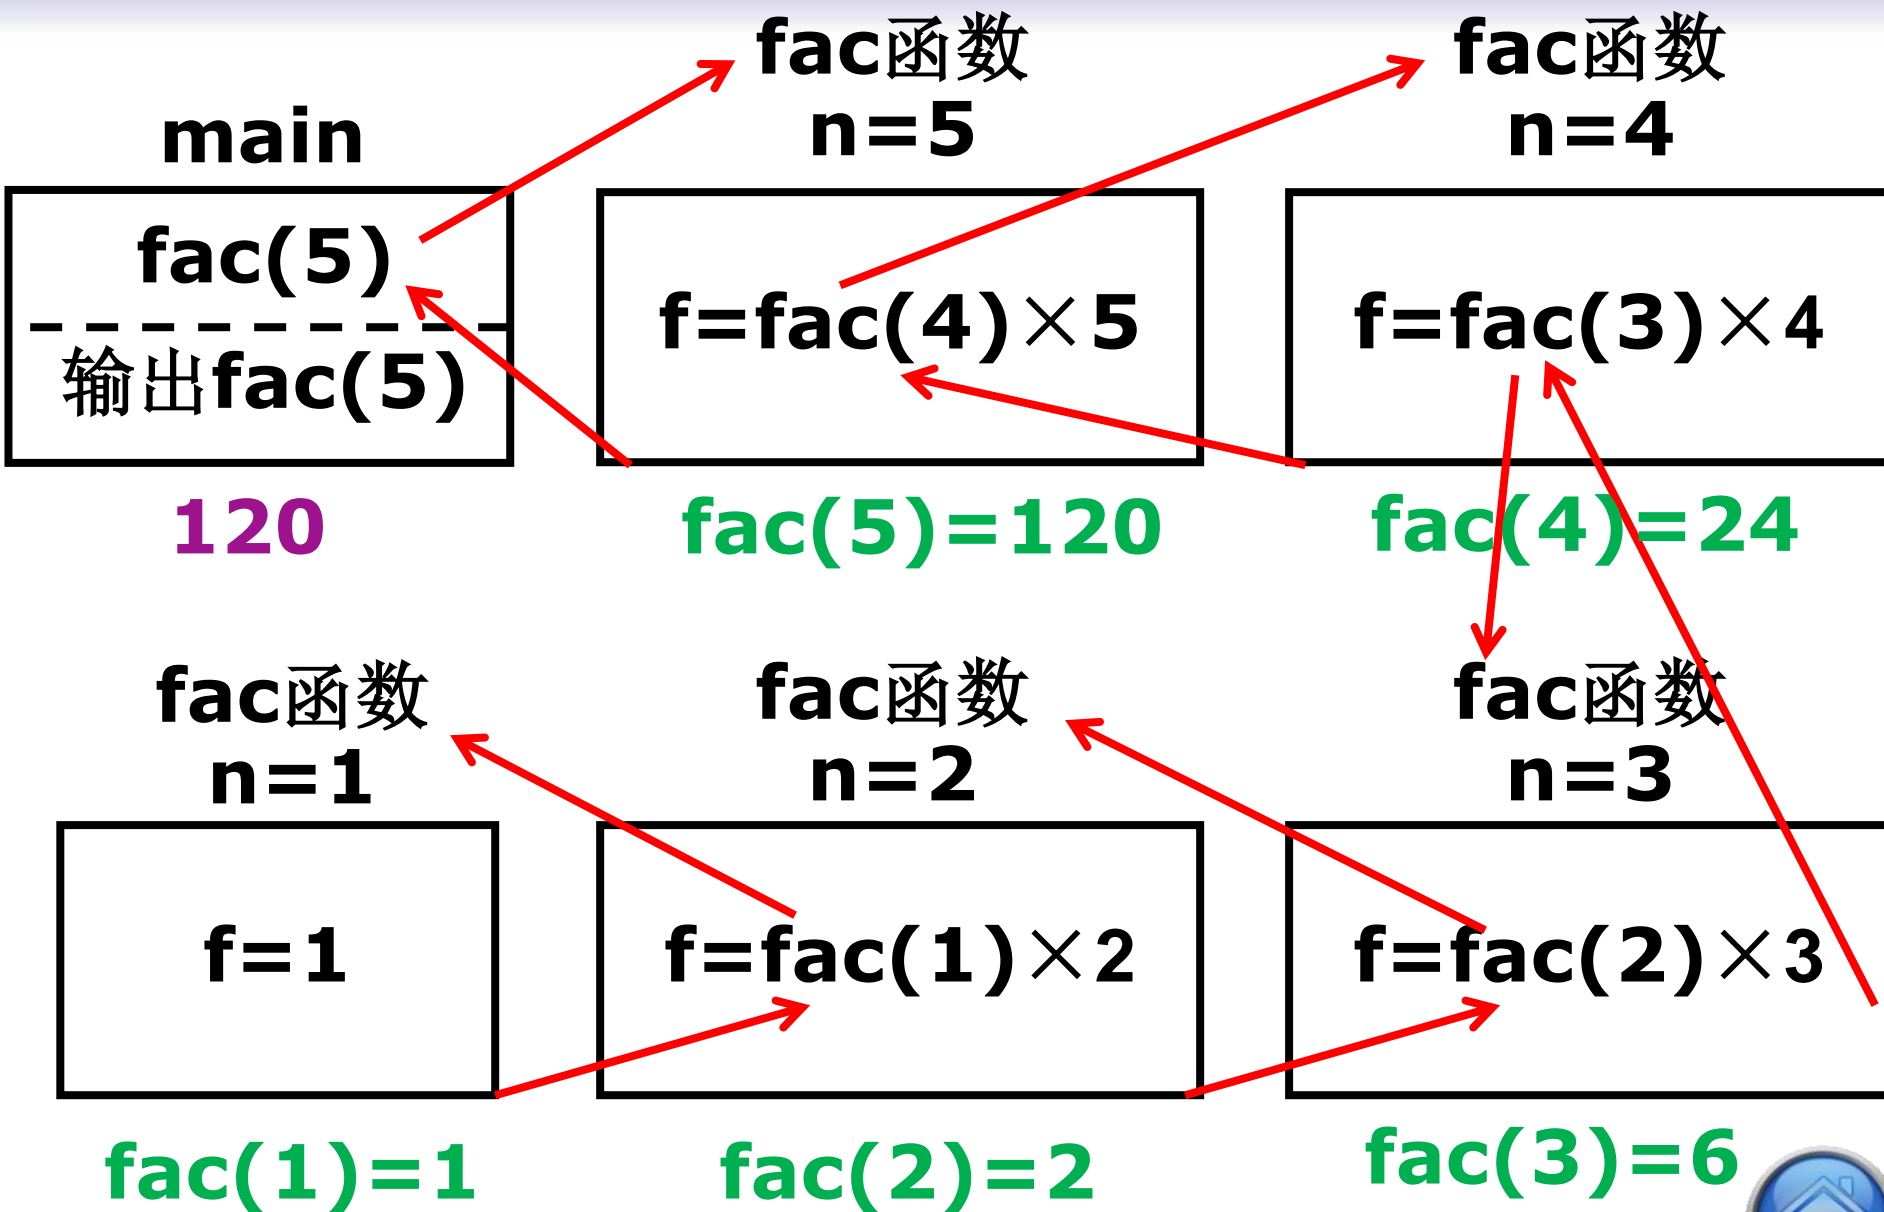 main
fac(5)
输出fac(5)
120
fac函数
n=5
f=fac(4)×5
fac(5)=120
fac函数
n=4
f=fac(3)×4
fac(4)=24
fac函数
n=1
f=1
fac(1)=1
fac函数
n=2
f=fac(1)×2
fac(2)=2
fac函数
n=3
f=fac(2)×3
fac(3)=6